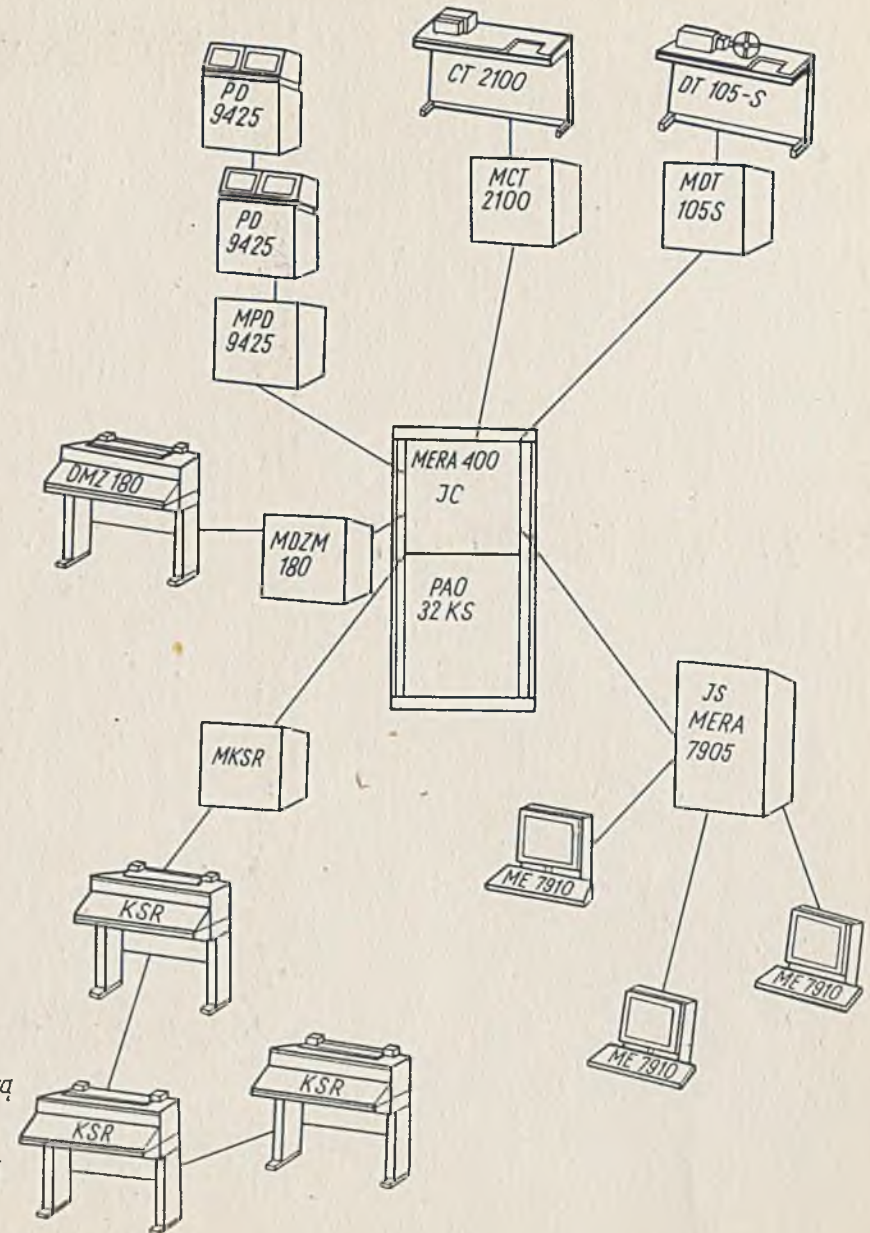 PD
9425
CT 2100
DT 105-S
PD
9425
MCT
2100
MDT
105S
MPD
9425
MERA 400
JC
DMZ 180
MDZM
180
PAO
32 KS
JS
MERA
7905
MKSR
ME 7910
KSR
ME 7910
ME 7910
KSR
KSR